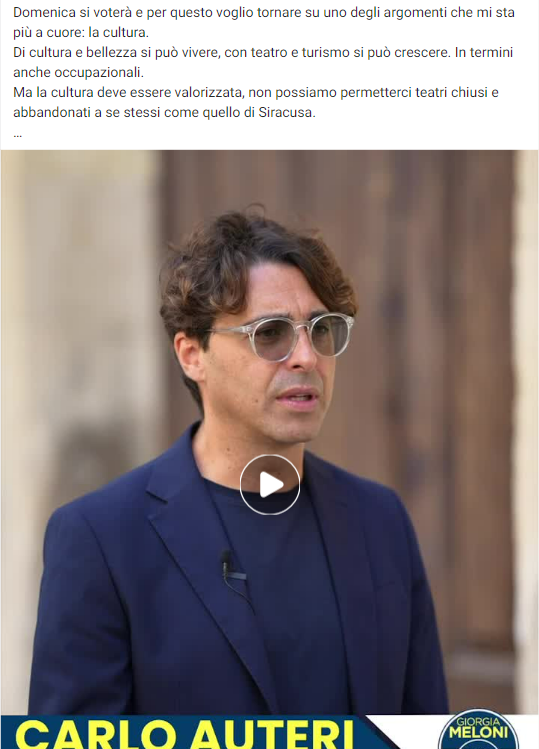 Domenica si voterà e per questo voglio tornare su uno degli argomenti che mi sta
più a cuore: la cultura.
Di cultura e bellezza si può vivere, con teatro e turismo si può crescere. In termini
anche occupazionali.
Ma la cultura deve essere valorizzata, non possiamo permetterci teatri chiusi e
abbandonati a se stessi come quello di Siracusa.
...
CARLO AUTERI
GIORGIA
MELONI